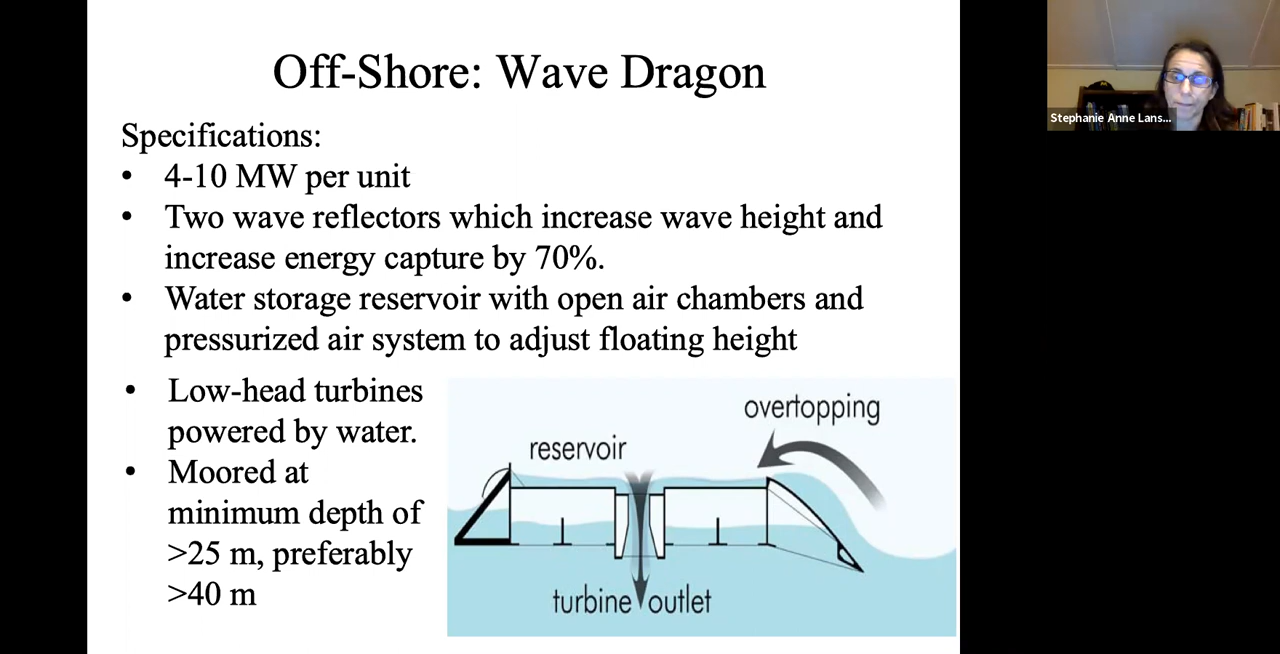 Off-Shore: Wave Dragon
Specifications:
• 4-10 MW per unit
• Two wave reflectors which increase wave height and
increase energy capture by 70%.
• Water storage reservoir with open air chambers and
pressurized air system to adjust floating height
• Low-head turbines
powered by water.
• Moored at
minimum depth of
>25 m, preferably
>40 m
overtopping
reservoir
turbine outlet
Stephanie Anne Lans...